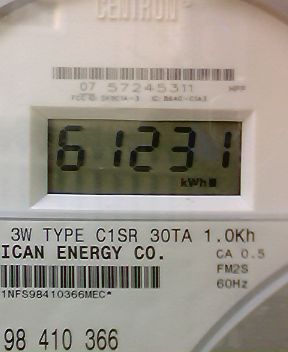 CENTRON
07 57245311
61231
kWh
3W TYPE C1SR 30TA 1.0Kh
ICAN ENERGY CO.
CA 0.5
FM2S
60Hz
1NFS98410366MEC*
98 410 366